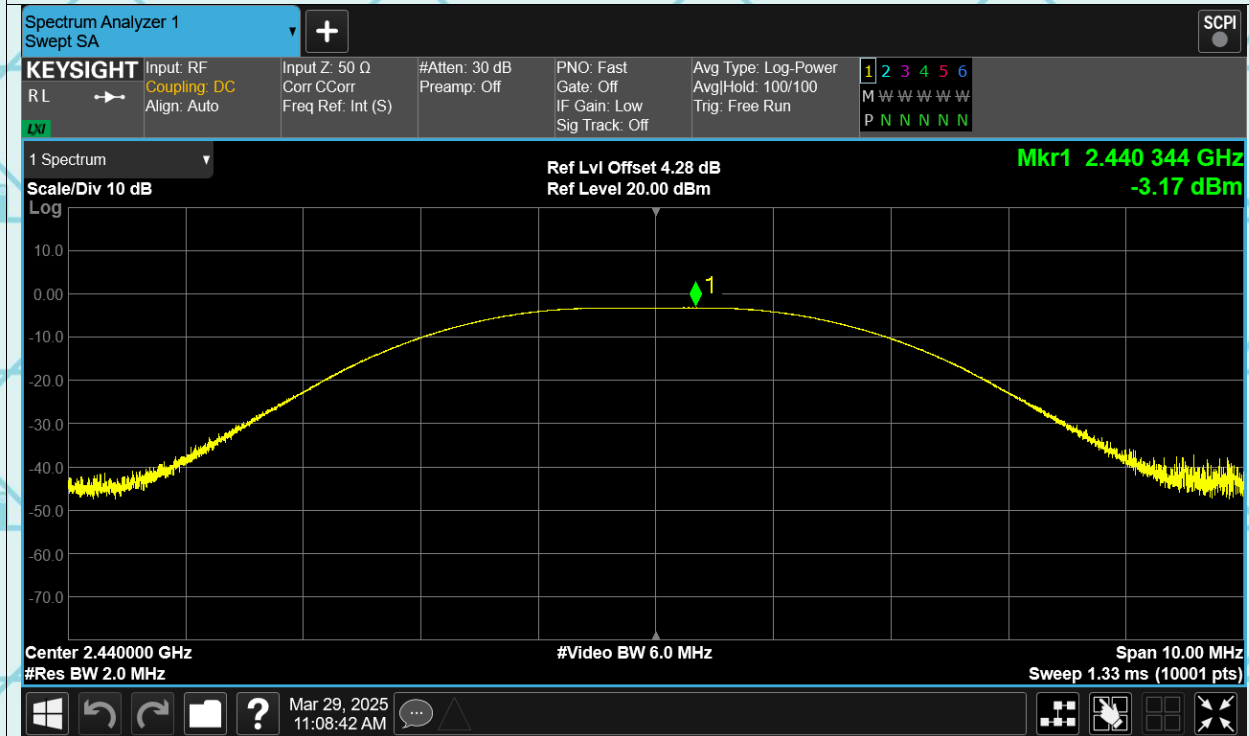 Spectrum Analyzer 1
Swept SA
▼
+
SCPI
KEYSIGHT
RL
LXI
Input: RF
Coupling: DC
Align: Auto
Input Z: 50 Ω
Corr CCorr
Freq Ref: Int (S)
#Atten: 30 dB
Preamp: Off
PNO: Fast
Gate: Off
IF Gain: Low
Sig Track: Off
Avg Type: Log-Power
Avg|Hold: 100/100
Trig: Free Run
1 2 3 4 5 6
M W W W W W W
P N N N N N N
1 Spectrum ▼
Scale/Div 10 dB
Log
Ref Lvl Offset 4.28 dB
Ref Level 20.00 dBm
Mkr1 2.440 344 GHz
-3.17 dBm
10.0
0.00
-10.0
-20.0
-30.0
-40.0
-50.0
-60.0
-70.0
1
Center 2.440000 GHz
#Res BW 2.0 MHz
#Video BW 6.0 MHz
Span 10.00 MHz
Sweep 1.33 ms (10001 pts)
?
Mar 29, 2025
11:08:42 AM